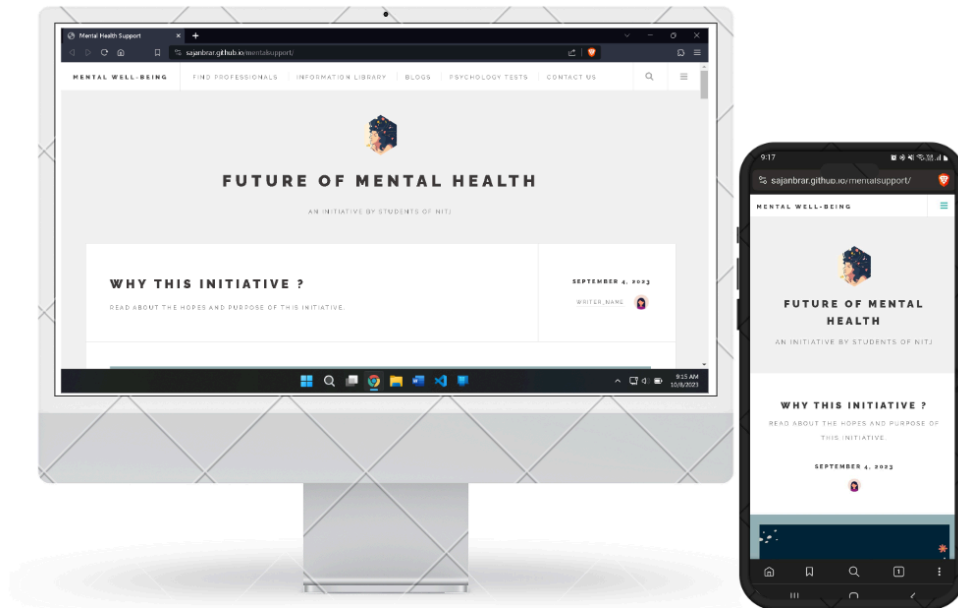 Mental Health Support
sajanbrar.github.io/mentalsupport/
MENTAL WELL-BEING FIND PROFESSIONALS INFORMATION LIBRARY BLOGS PSYCHOLOGY TESTS CONTACT US
FUTURE OF MENTAL HEALTH
AN INITIATIVE BY STUDENTS OF NITJ
WHY THIS INITIATIVE ?
READ ABOUT THE HOPES AND PURPOSE OF THIS INITIATIVE.
SEPTEMBER 4, 2023
WRITER_NAME
9:15 AM
10/8/2023
9:17
sajanbrar.github.io/mentalsupport/
MENTAL WELL-BEING
FUTURE OF MENTAL
HEALTH
AN INITIATIVE BY STUDENTS OF NITJ
WHY THIS INITIATIVE ?
READ ABOUT THE HOPES AND PURPOSE OF
THIS INITIATIVE.
SEPTEMBER 4, 2023
1